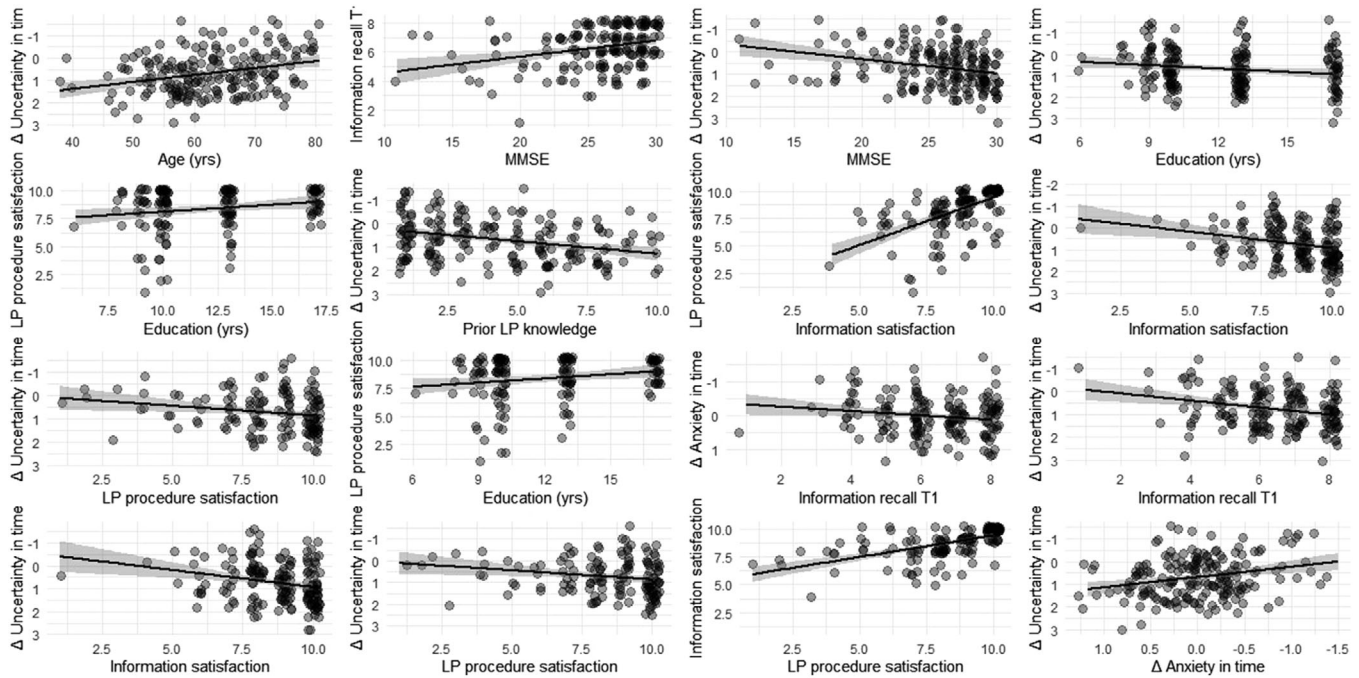 Δ Uncertainty in time
-1
0
1
2
3
40 50 60 70 80
Age (yrs)
Information recall T
8
6
4
2
15 20 25 30
MMSE
Δ Uncertainty in time
-1
0
1
2
3
10 15 20 25 30
MMSE
Δ Uncertainty in time
-1
0
1
2
3
6 9 12 15
Education (yrs)
LP procedure satisfaction
10.0
7.5
5.0
2.5
7.5 10.0 12.5 15.0 17.5
Education (yrs)
Δ Uncertainty in time
0
1
2
3
2.5 5.0 7.5 10.0
Prior LP knowledge
LP procedure satisfaction
10.0
7.5
5.0
2.5
2.5 5.0 7.5 10.0
Information satisfaction
Δ Uncertainty in time
-2
-1
0
1
2
3
2.5 5.0 7.5 10.0
Information satisfaction
Δ Uncertainty in time
-1
0
1
2
3
2.5 5.0 7.5 10.0
LP procedure satisfaction
LP procedure satisfaction
10.0
7.5
5.0
2.5
6 9 12 15
Education (yrs)
Δ Anxiety in time
-1
0
1
2 4 6 8
Information recall T1
Δ Uncertainty in time
-1
0
1
2
3
2 4 6 8
Information recall T1
Δ Uncertainty in time
-1
0
1
2
3
2.5 5.0 7.5 10.0
Information satisfaction
Δ Uncertainty in time
-1
0
1
2
3
2.5 5.0 7.5 10.0
LP procedure satisfaction
Information satisfaction
10.0
7.5
5.0
2.5
2.5 5.0 7.5 10.0
LP procedure satisfaction
Δ Uncertainty in time
-1
0
1
2
3
1.0 0.5 0.0 -0.5 -1.0 -1.5
Δ Anxiety in time